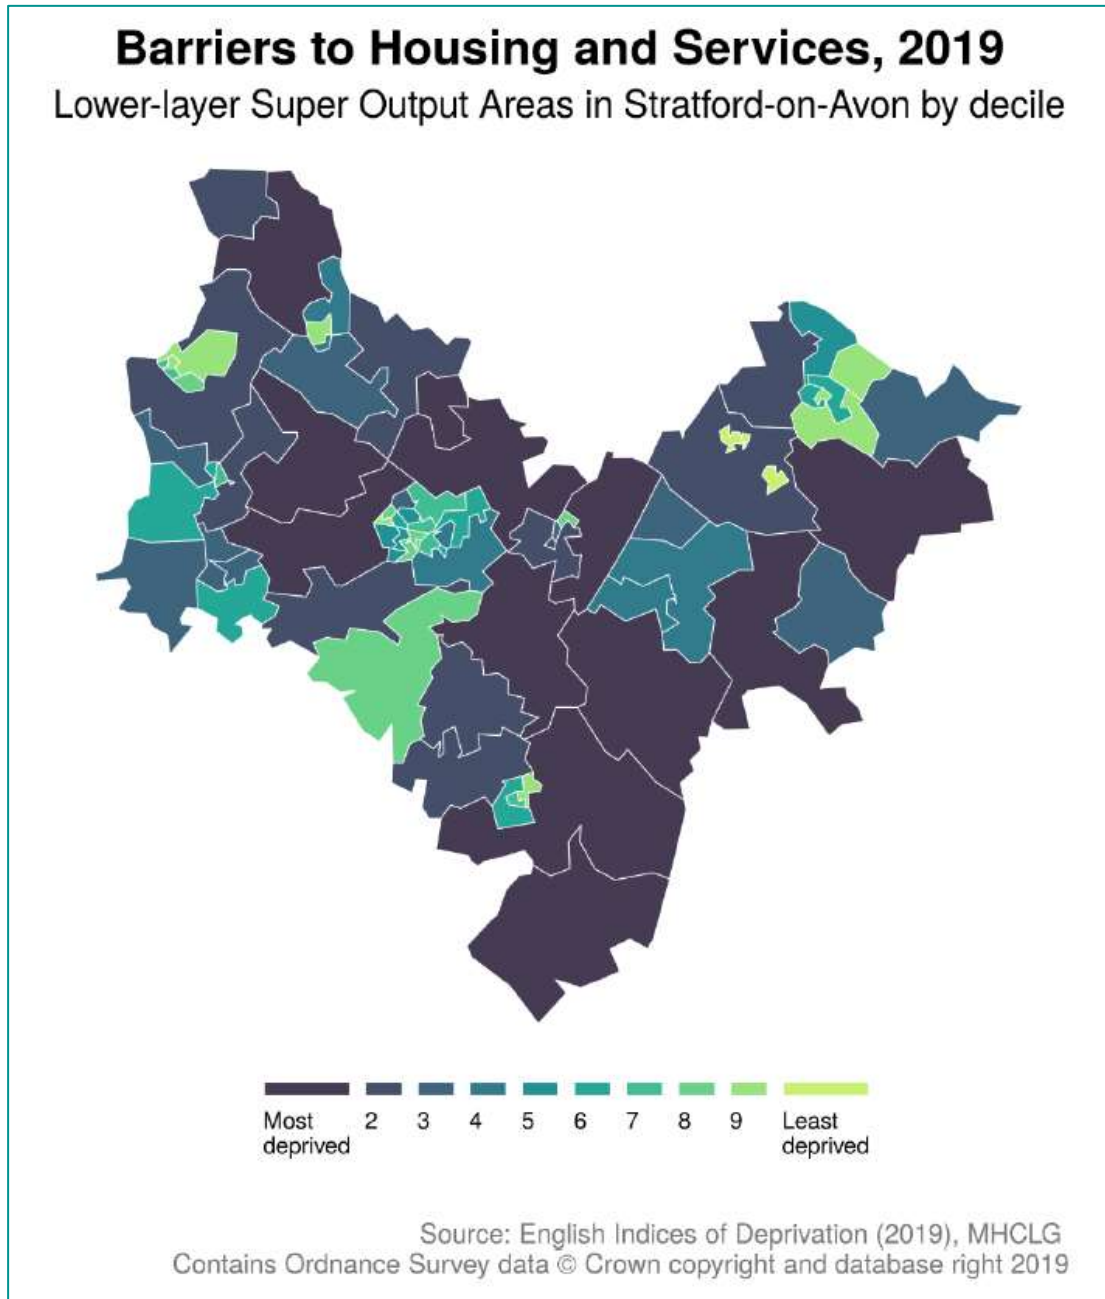 Barriers to Housing and Services, 2019
Lower-layer Super Output Areas in Stratford-on-Avon by decile
Most deprived 2 3 4 5 6 7 8 9 Least deprived
Source: English Indices of Deprivation (2019), MHCLG
Contains Ordnance Survey data © Crown copyright and database right 2019